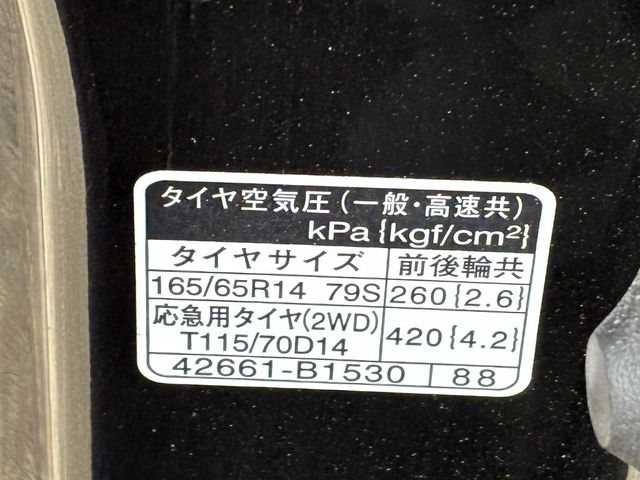 タイヤ空気圧(一般・高速共)
kPa{kgf/cm²}
タイヤサイズ 前後輪共
165/65R14 79S 260{2.6}
応急用タイヤ(2WD)
T115/70D14 420{4.2}
42661-B1530 88